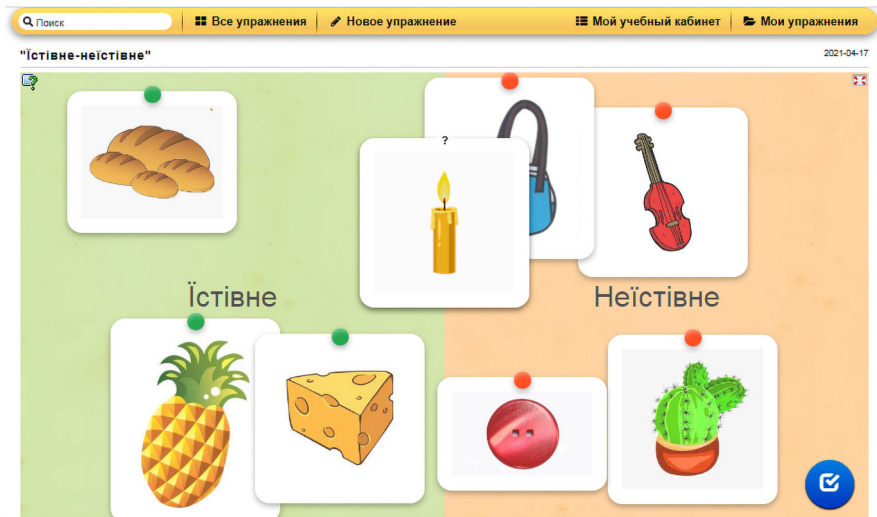 Поиск Все упражнения Новое упражнение Мой учебный кабинет Мои упражнения
"Їстівне-неїстівне" 2021-04-17
?
Їстівне Неїстівне